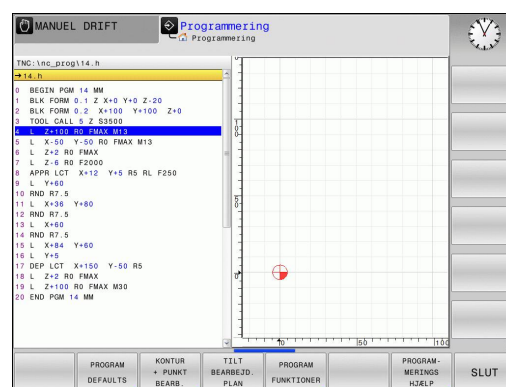 MANUEL DRIFT
Programmering
Programmering
TNC:\nc_prog\14.h
→14.h
0 BEGIN PGM 14 MM
1 BLK FORM 0.1 Z X+0 Y+0 Z-20
2 BLK FORM 0.2 X+100 Y+100 Z+0
3 TOOL CALL 5 Z S3500
4 L Z+100 R0 FMAX M13
5 L X-50 Y-50 R0 FMAX M13
6 L Z+2 R0 FMAX
7 L Z-6 R0 F2000
8 APPR LCT X+12 Y+5 R5 RL F250
9 L Y+60
10 RND R7.5
11 L X+36 Y+80
12 RND R7.5
13 L X+60
14 RND R7.5
15 L X+84 Y+60
16 L Y+5
17 DEP LCT X+150 Y-50 R5
18 L Z+2 R0 FMAX
19 L Z+100 R0 FMAX M30
20 END PGM 14 MM
PROGRAM
DEFAULTS
KONTUR
+ PUNKT
BEARB.
TILT
BEARBEJD.
PLAN
PROGRAM
FUNKTIONER
PROGRAM-
MERINGS
HJÆLP
SLUT